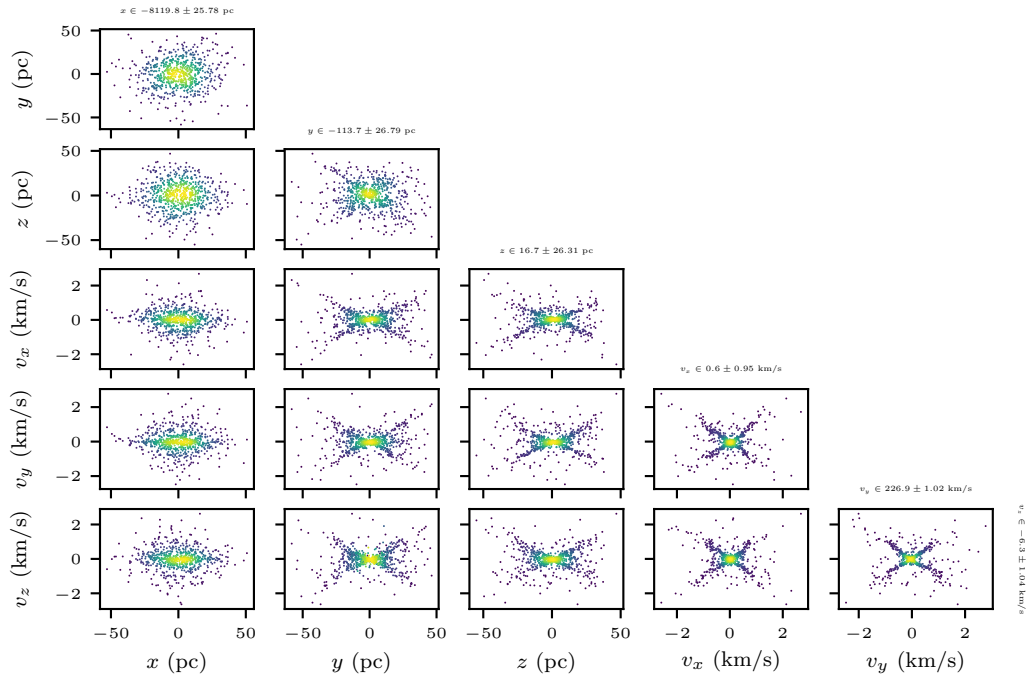 x ∈ −8119.8 ± 25.78 pc
y (pc)
50
0
−50
y ∈ −113.7 ± 26.79 pc
z (pc)
50
0
−50
z ∈ 16.7 ± 26.31 pc
v_x (km/s)
2
0
−2
v_x ∈ 0.6 ± 0.95 km/s
v_y (km/s)
2
0
−2
v_y ∈ 226.9 ± 1.02 km/s
v_z (km/s)
2
0
−2
v_z ∈ −6.3 ± 1.04 km/s
−50 0 50 −50 0 50 −50 0 50 −2 0 2 −2 0 2
x (pc) y (pc) z (pc) v_x (km/s) v_y (km/s)